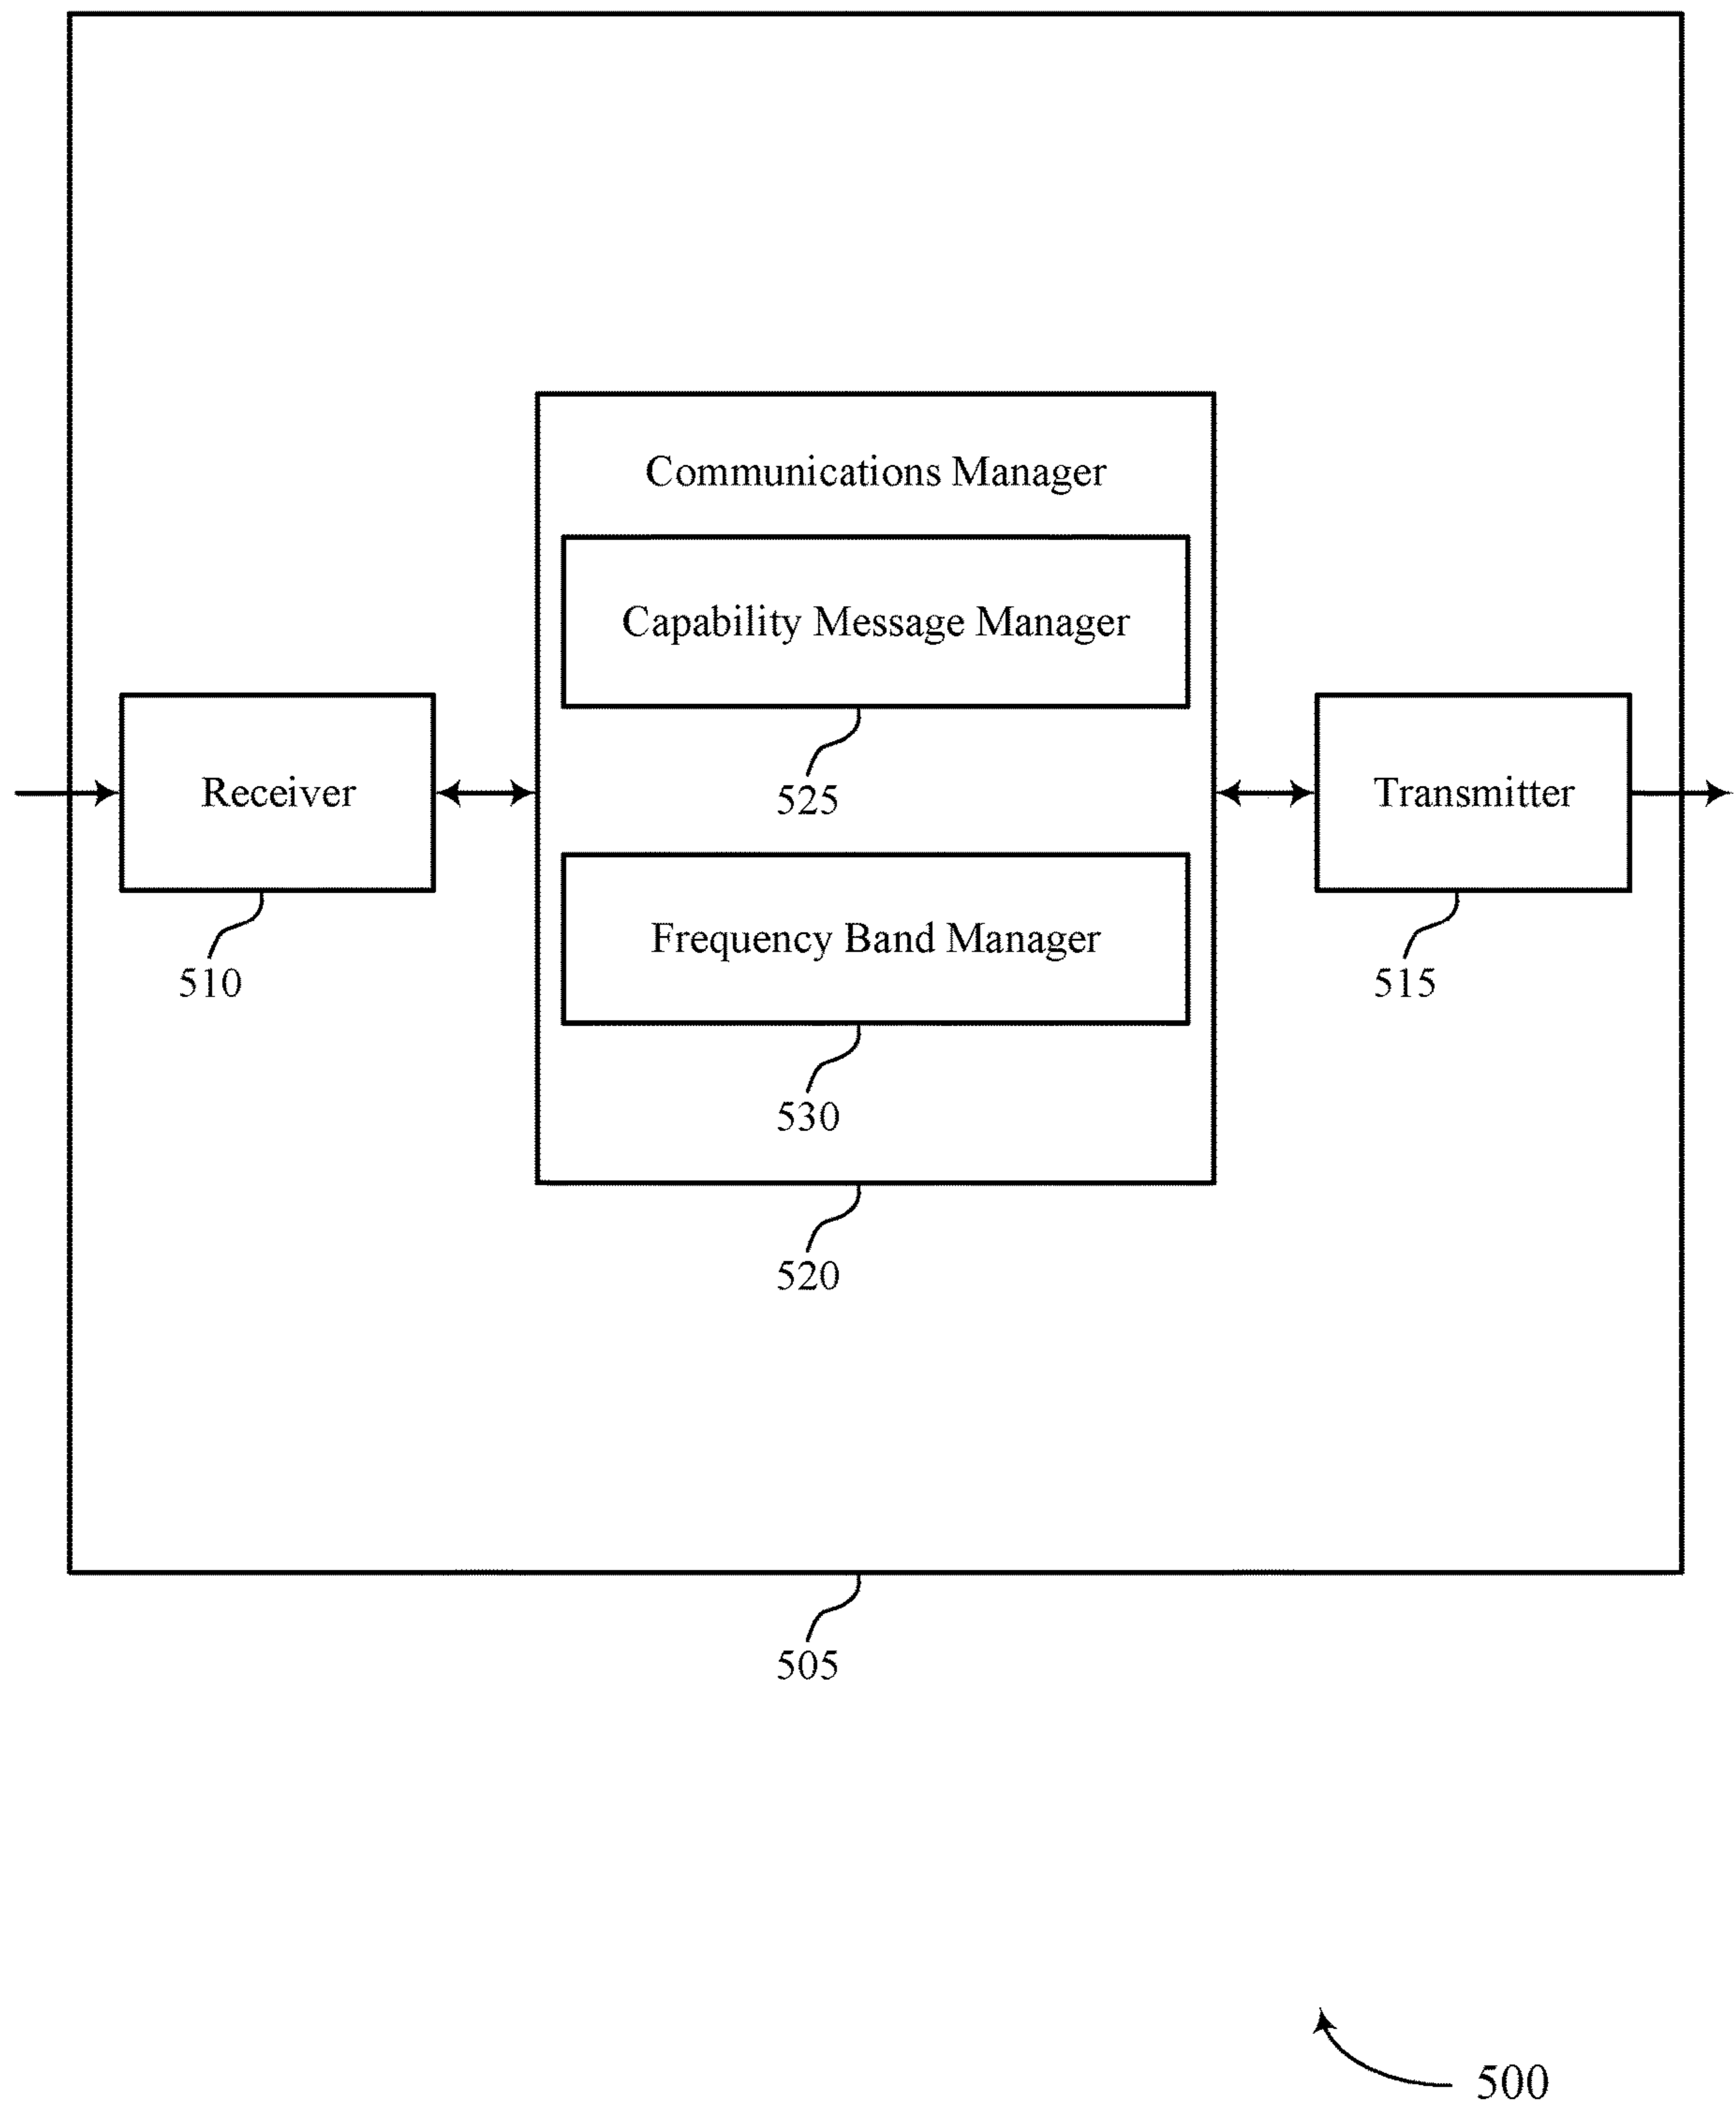 Communications Manager
Capability Message Manager
525
Receiver
510
Transmitter
515
Frequency Band Manager
530
520
505
500